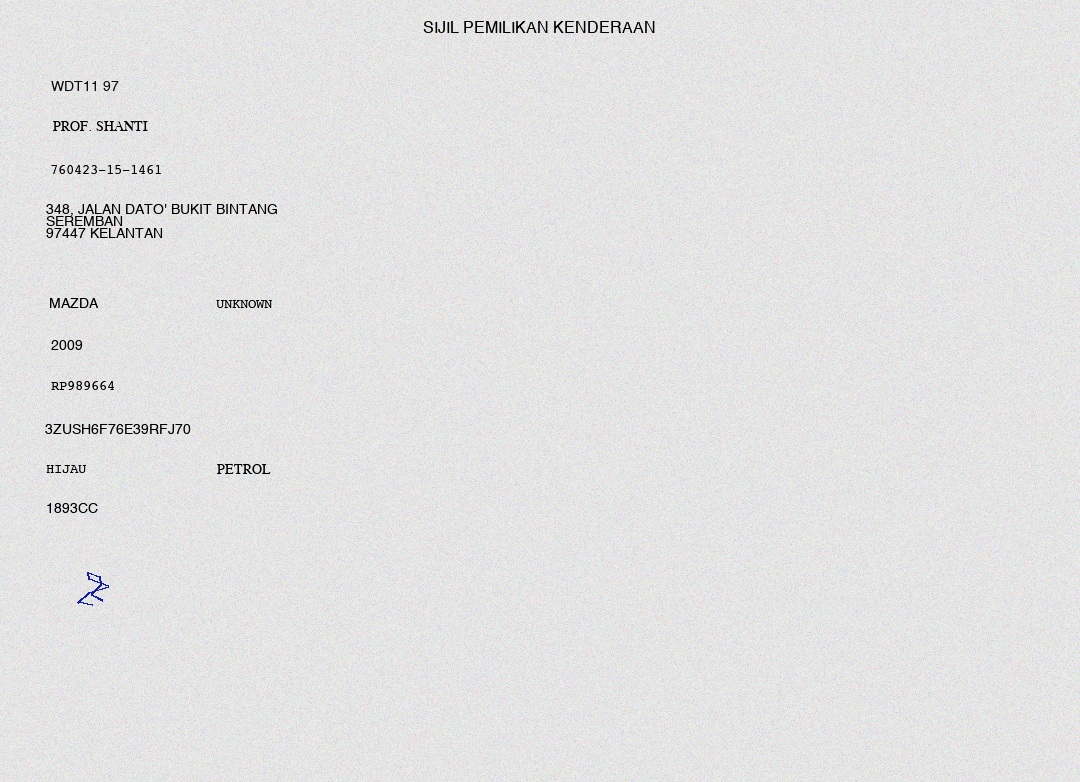 SIJIL PEMILIKAN KENDERAAN
WDT11 97
PROF. SHANTI
760423-15-1461
348, JALAN DATO' BUKIT BINTANG
SEREMBAN
97447 KELANTAN
MAZDA UNKNOWN
2009
RP989664
3ZUSH6F76E39RFJ70
HIJAU PETROL
1893CC